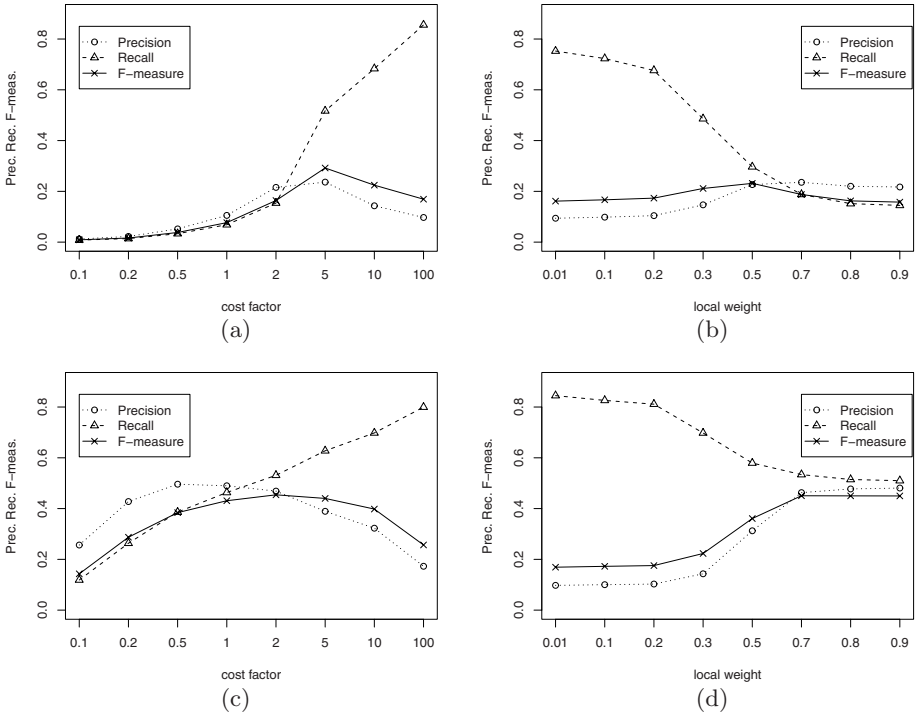 Prec. Rec. F−meas.
0.0 0.2 0.4 0.6 0.8
Precision
Recall
F−measure
0.1 0.2 0.5 1 2 5 10 100
cost factor
(a)
Prec. Rec. F−meas.
0.0 0.2 0.4 0.6 0.8
Precision
Recall
F−measure
0.01 0.1 0.2 0.3 0.5 0.7 0.8 0.9
local weight
(b)
Prec. Rec. F−meas.
0.0 0.2 0.4 0.6 0.8
Precision
Recall
F−measure
0.1 0.2 0.5 1 2 5 10 100
cost factor
(c)
Prec. Rec. F−meas.
0.0 0.2 0.4 0.6 0.8
Precision
Recall
F−measure
0.01 0.1 0.2 0.3 0.5 0.7 0.8 0.9
local weight
(d)